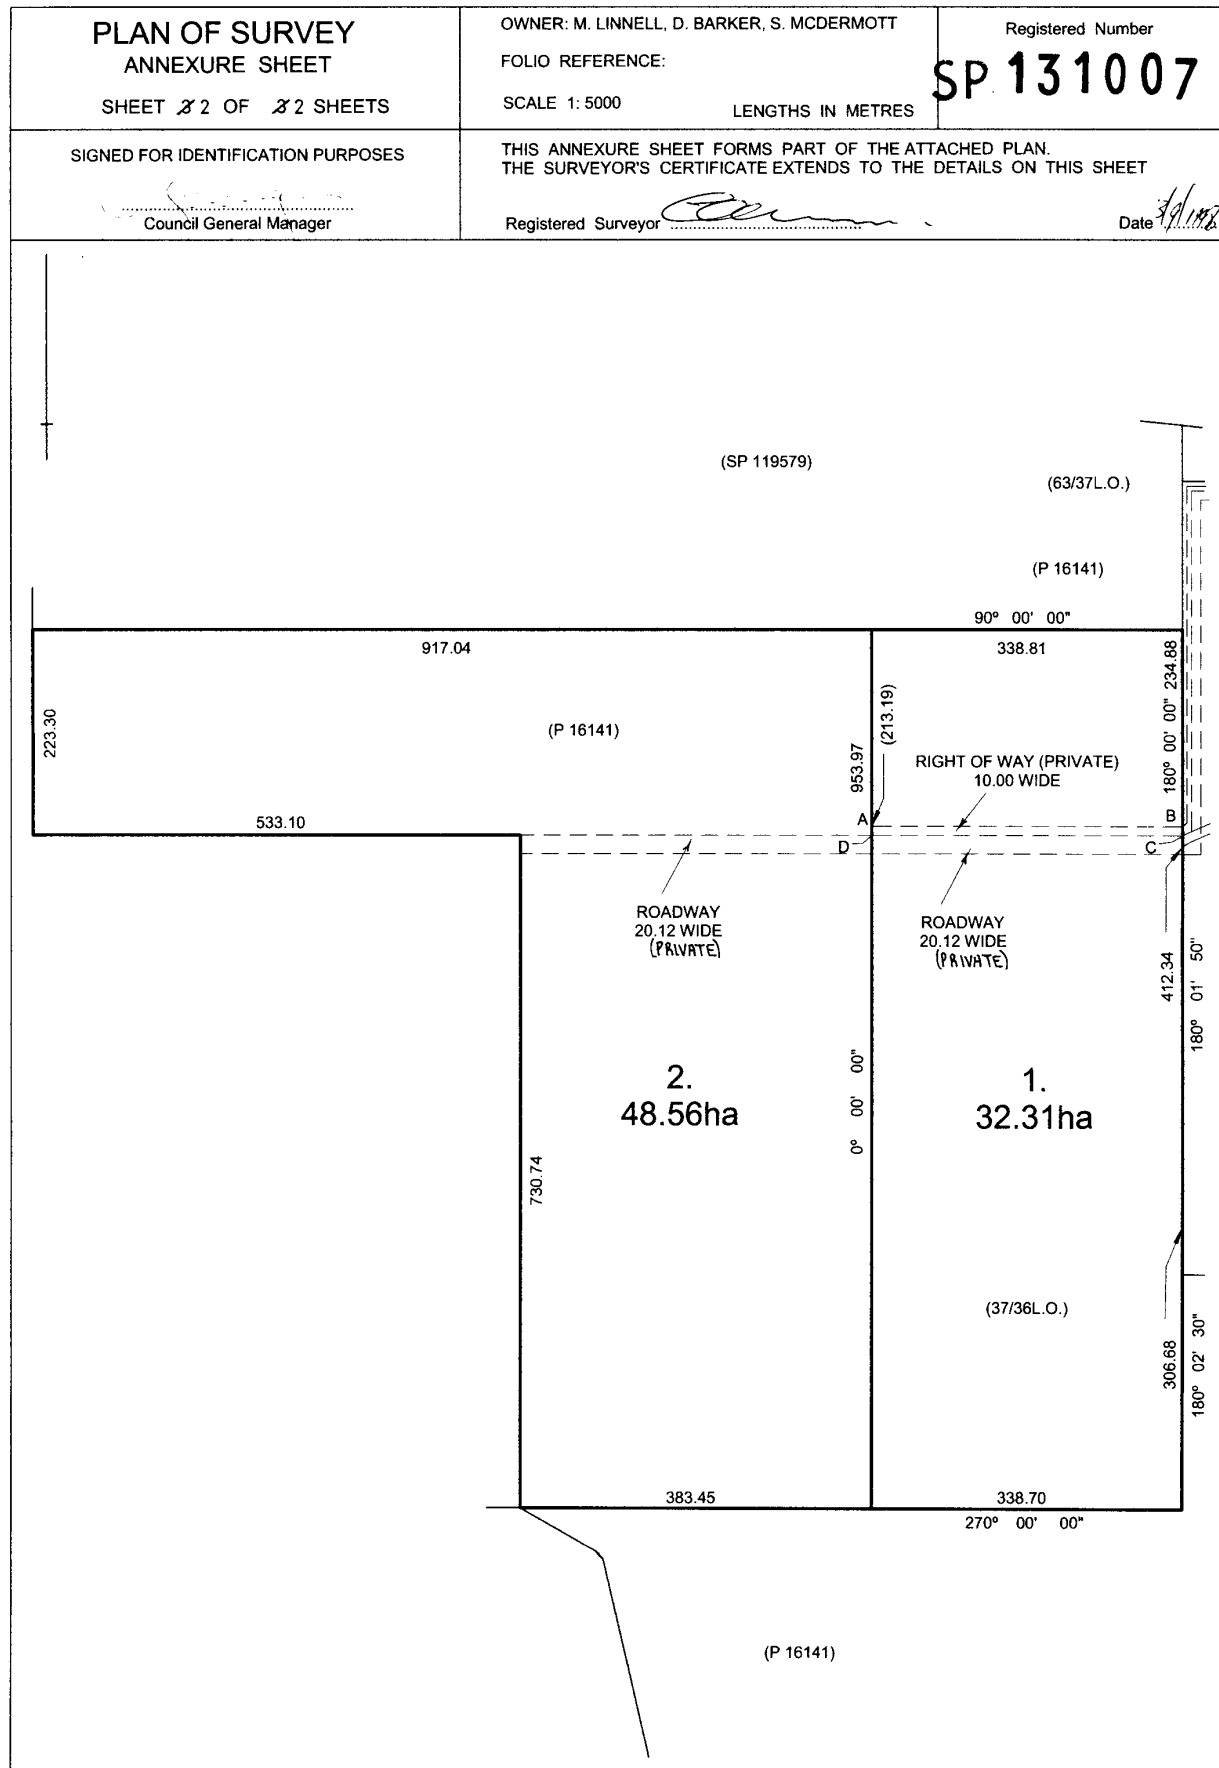 PLAN OF SURVEY
ANNEXURE SHEET
SHEET 2 OF 2 SHEETS
OWNER: M. LINNELL, D. BARKER, S. MCDERMOTT
FOLIO REFERENCE:
SCALE 1: 5000
LENGTHS IN METRES
Registered Number
SP 131007
SIGNED FOR IDENTIFICATION PURPOSES
Council General Manager
THIS ANNEXURE SHEET FORMS PART OF THE ATTACHED PLAN.
THE SURVEYOR'S CERTIFICATE EXTENDS TO THE DETAILS ON THIS SHEET
Registered Surveyor
Date
(SP 119579)
(63/37L.O.)
(P 16141)
90° 00' 00"
917.04
338.81
223.30
(P 16141)
953.97
(213.19)
180° 00' 00" 234.88
RIGHT OF WAY (PRIVATE)
10.00 WIDE
533.10
A
B
D
C
ROADWAY
20.12 WIDE
(PRIVATE)
ROADWAY
20.12 WIDE
(PRIVATE)
412.34
180° 01' 50"
2.
48.56ha
0° 00' 00"
1.
32.31ha
730.74
(37/36L.O.)
306.68
180° 02' 30"
383.45
338.70
270° 00' 00"
(P 16141)